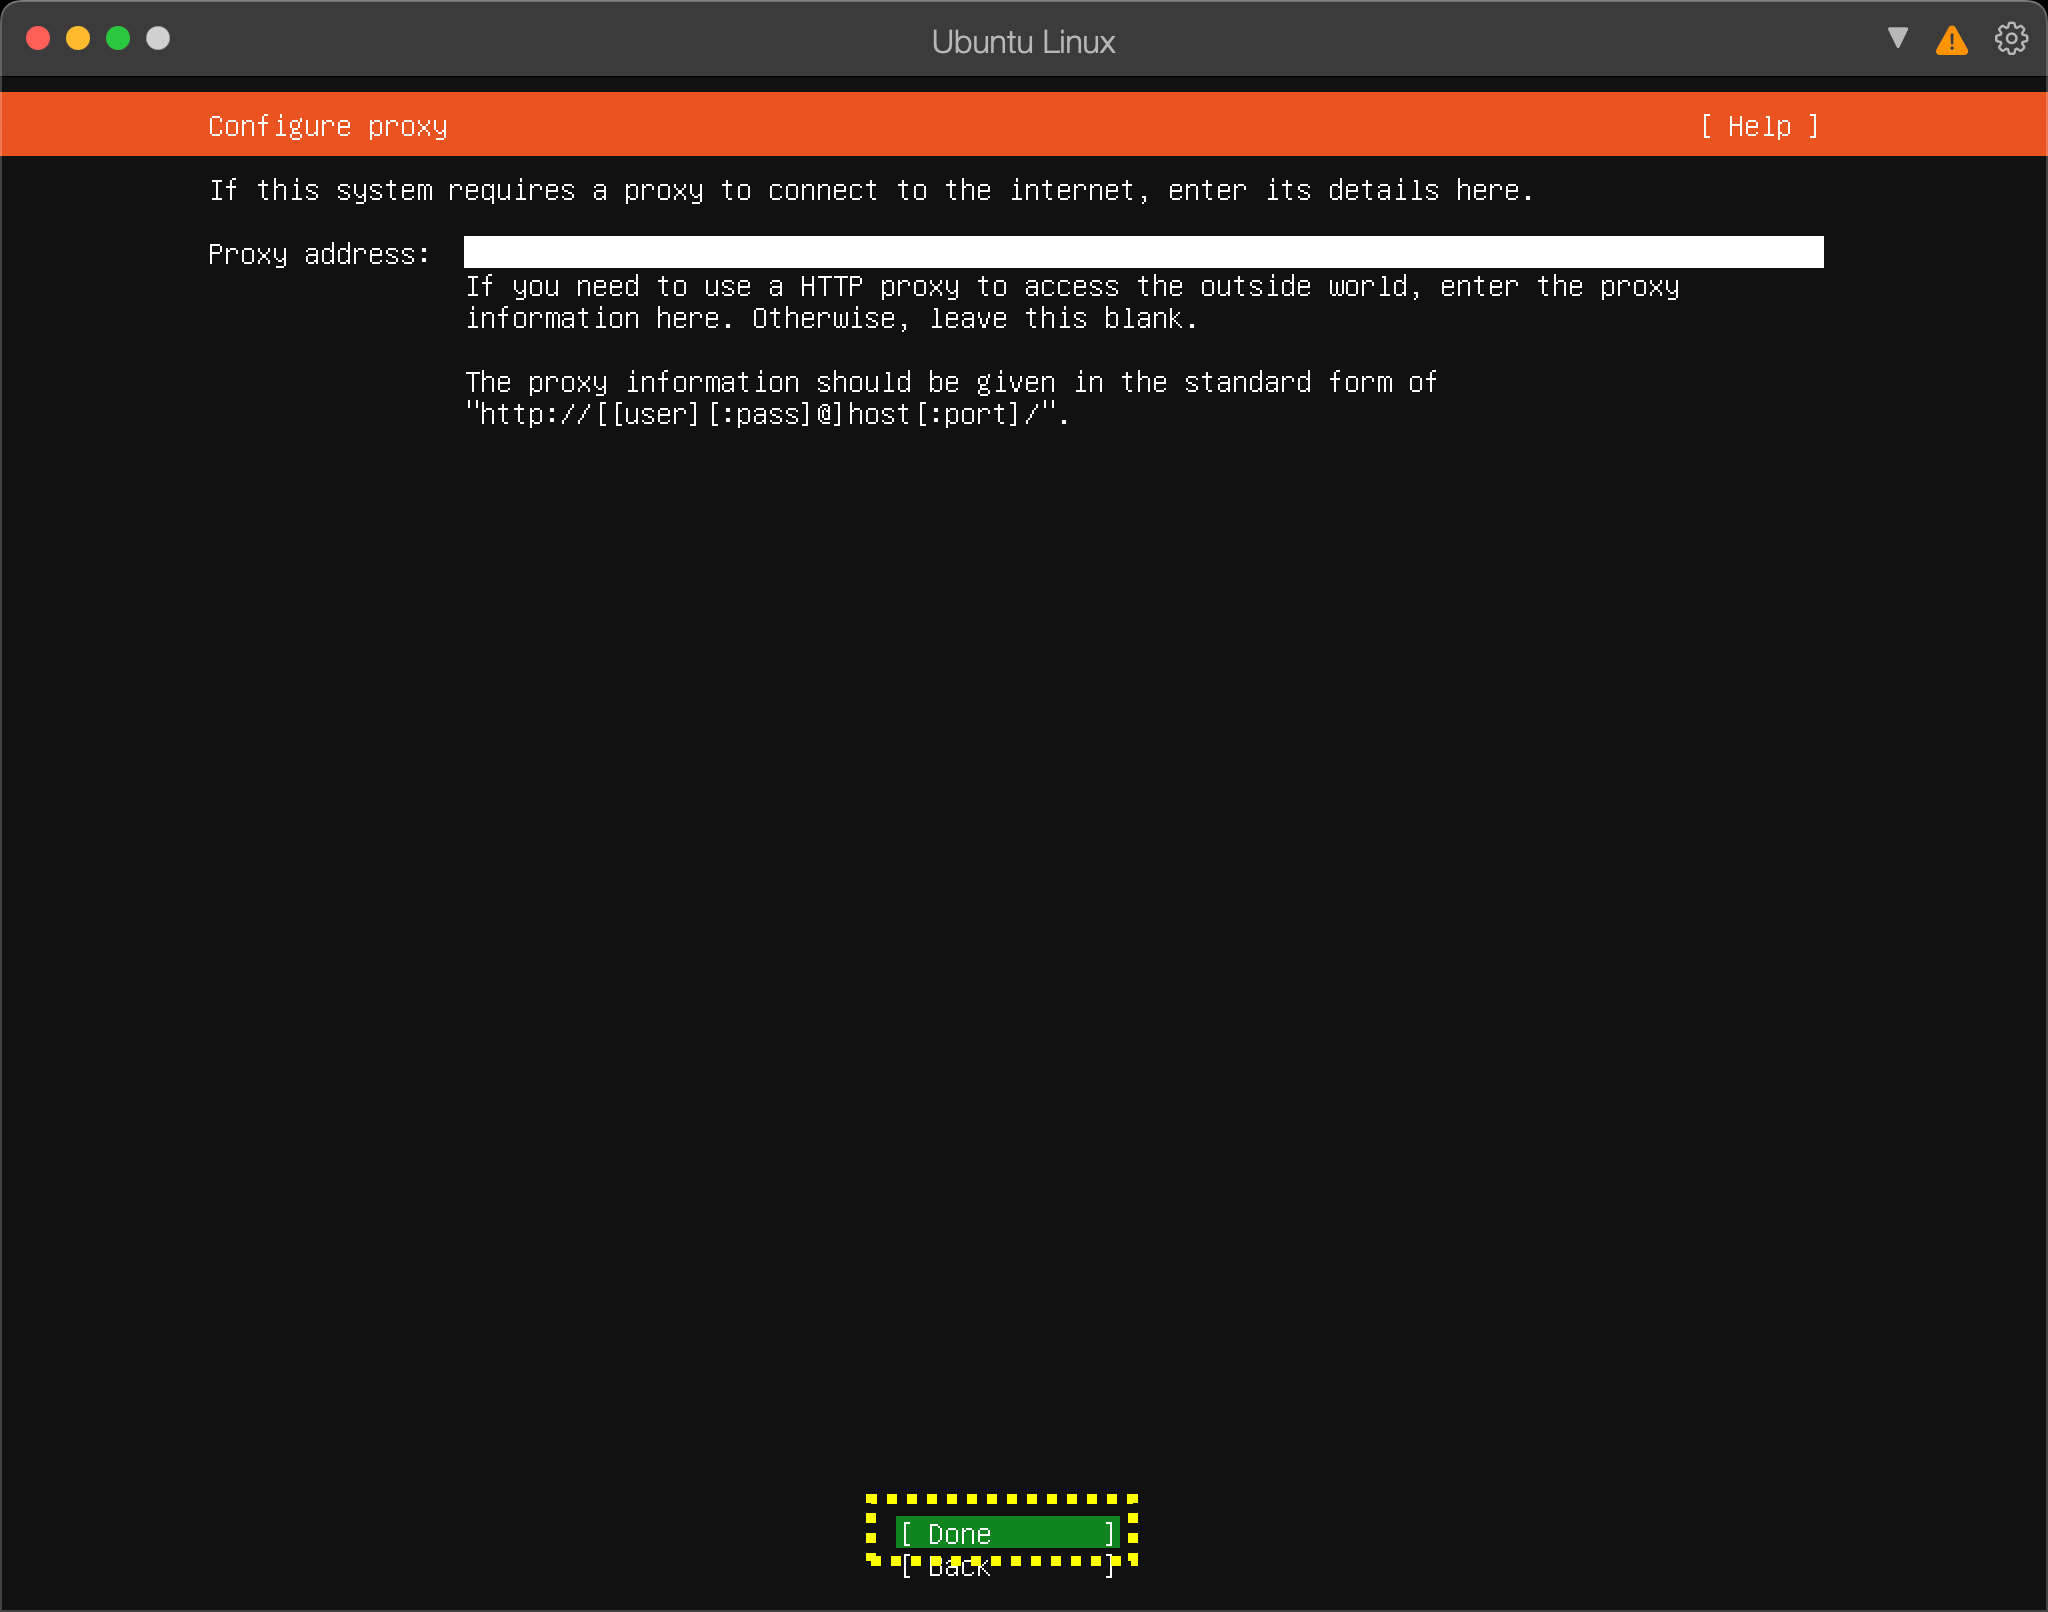 Ubuntu Linux
Configure proxy [ Help ]
If this system requires a proxy to connect to the internet, enter its details here.
Proxy address:
If you need to use a HTTP proxy to access the outside world, enter the proxy
information here. Otherwise, leave this blank.
The proxy information should be given in the standard form of
"http://[[user][:pass]@]host[:port]/".
[ Done ]
[ Back ]